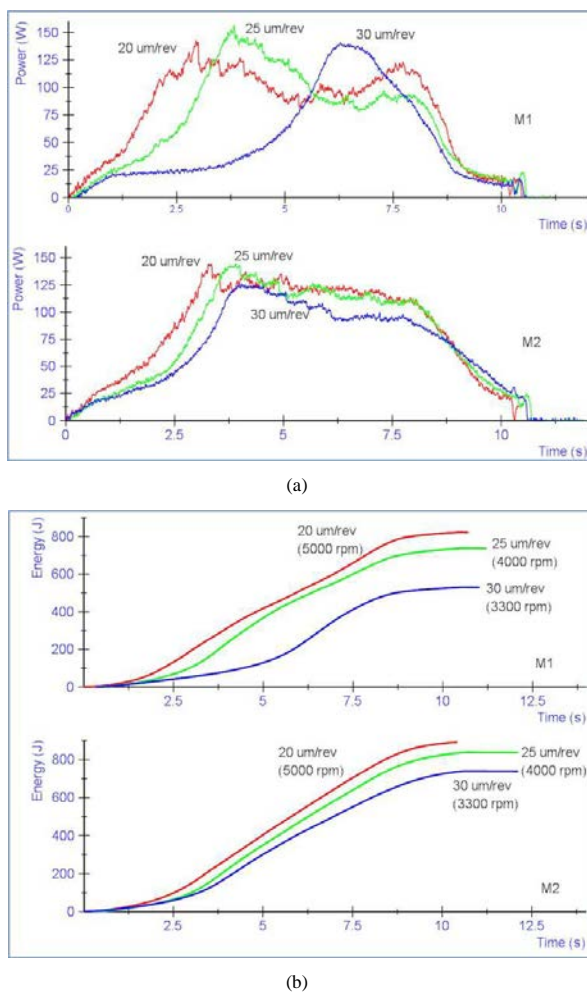 Power (W)
150
125
100
75
50
25
0
20 um/rev
25 um/rev
30 um/rev
M1
0
2.5
5
7.5
10
Time (s)
Power (W)
150
125
100
75
50
25
0
20 um/rev
25 um/rev
30 um/rev
M2
0
2.5
5
7.5
10
Time (s)
(a)
Energy (J)
800
600
400
200
0
20 um/rev
(5000 rpm)
25 um/rev
(4000 rpm)
30 um/rev
(3300 rpm)
M1
0
2.5
5
7.5
10
12.5
Time (s)
Energy (J)
800
600
400
200
0
20 um/rev
(5000 rpm)
25 um/rev
(4000 rpm)
30 um/rev
(3300 rpm)
M2
0
2.5
5
7.5
10
12.5
Time (s)
(b)